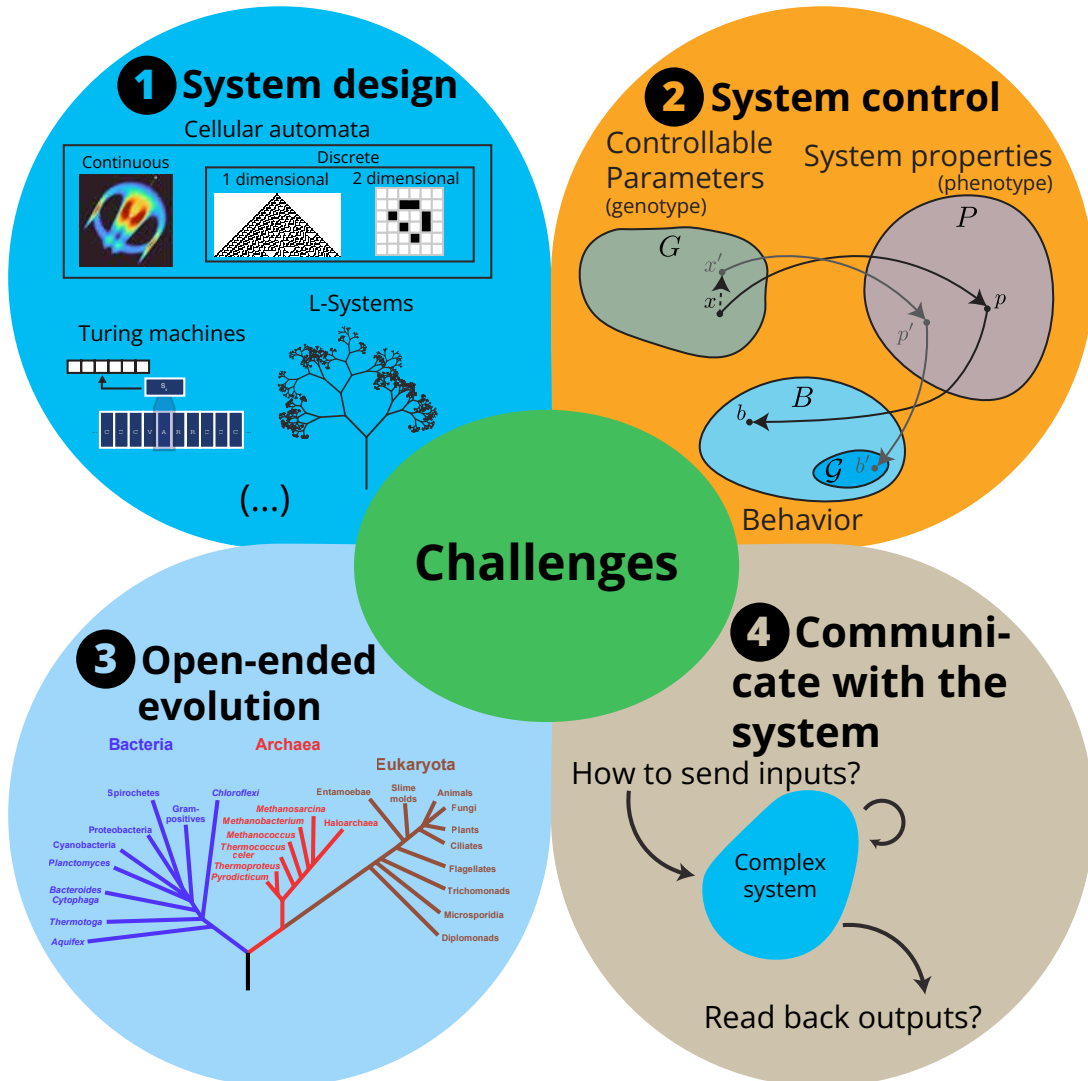 1 System design
Cellular automata
Continuous
Discrete
1 dimensional
2 dimensional
L-Systems
Turing machines
S
C
V
A
R
R
C
(...)
2 System control
Controllable
Parameters
(genotype)
System properties
(phenotype)
G
P
x'
x
p
p'
B
b
𝒢 b'
Behavior
Challenges
3 Open-ended
evolution
Bacteria
Archaea
Eukaryota
Spirochetes
Chloroflexi
Gram-
positives
Proteobacteria
Cyanobacteria
Planctomyces
Bacteroides
Cytophaga
Thermotoga
Aquifex
Methanosarcina
Methanobacterium
Haloarchaea
Methanococcus
Thermococcus
celer
Thermoproteus
Pyrodicticum
Entamoebae
Slime
molds
Animals
Fungi
Plants
Ciliates
Flagellates
Trichomonads
Microsporidia
Diplomonads
4 Communi-
cate with the
system
How to send inputs?
Complex
system
Read back outputs?